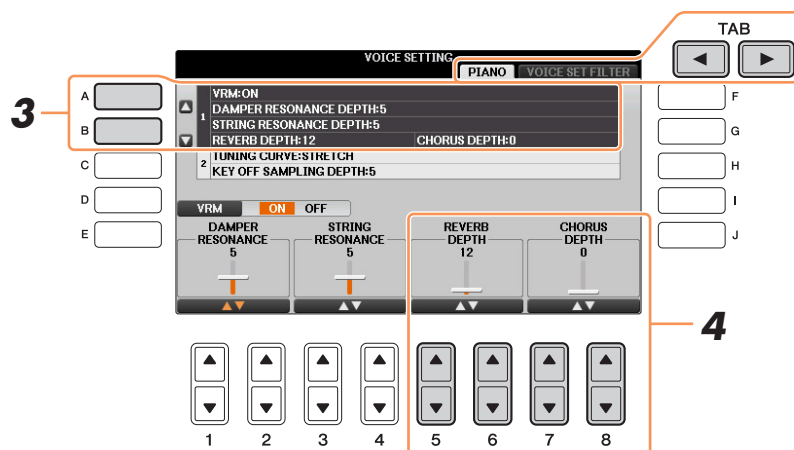 TAB
VOICE SETTING
PIANO VOICE SET FILTER
3
A
B
C
D
E
1
VRM:ON
DAMPER RESONANCE DEPTH:5
STRING RESONANCE DEPTH:5
REVERB DEPTH:12 CHORUS DEPTH:0
2
TUNING CURVE:STRETCH
KEY OFF SAMPLING DEPTH:5
F
G
H
I
J
VRM ON OFF
DAMPER RESONANCE 5
STRING RESONANCE 5
REVERB DEPTH 12
CHORUS DEPTH 0
4
1 2 3 4 5 6 7 8